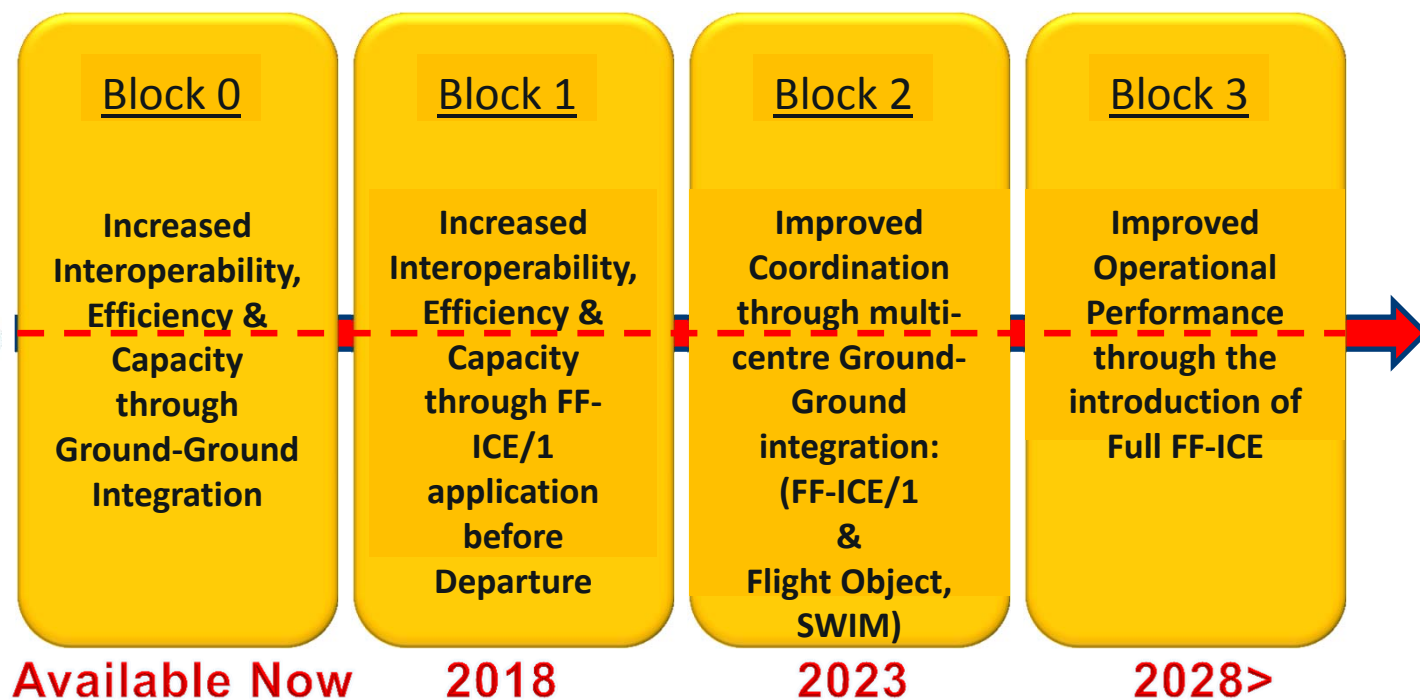 Block 0
Increased
Interoperability,
Efficiency &
Capacity
through
Ground-Ground
Integration
Available Now
Block 1
Increased
Interoperability,
Efficiency &
Capacity
through FF-
ICE/1
application
before
Departure
2018
Block 2
Improved
Coordination
through multi-
centre Ground-
Ground
integration:
(FF-ICE/1
&
Flight Object,
SWIM)
2023
Block 3
Improved
Operational
Performance
through the
introduction of
Full FF-ICE
2028>